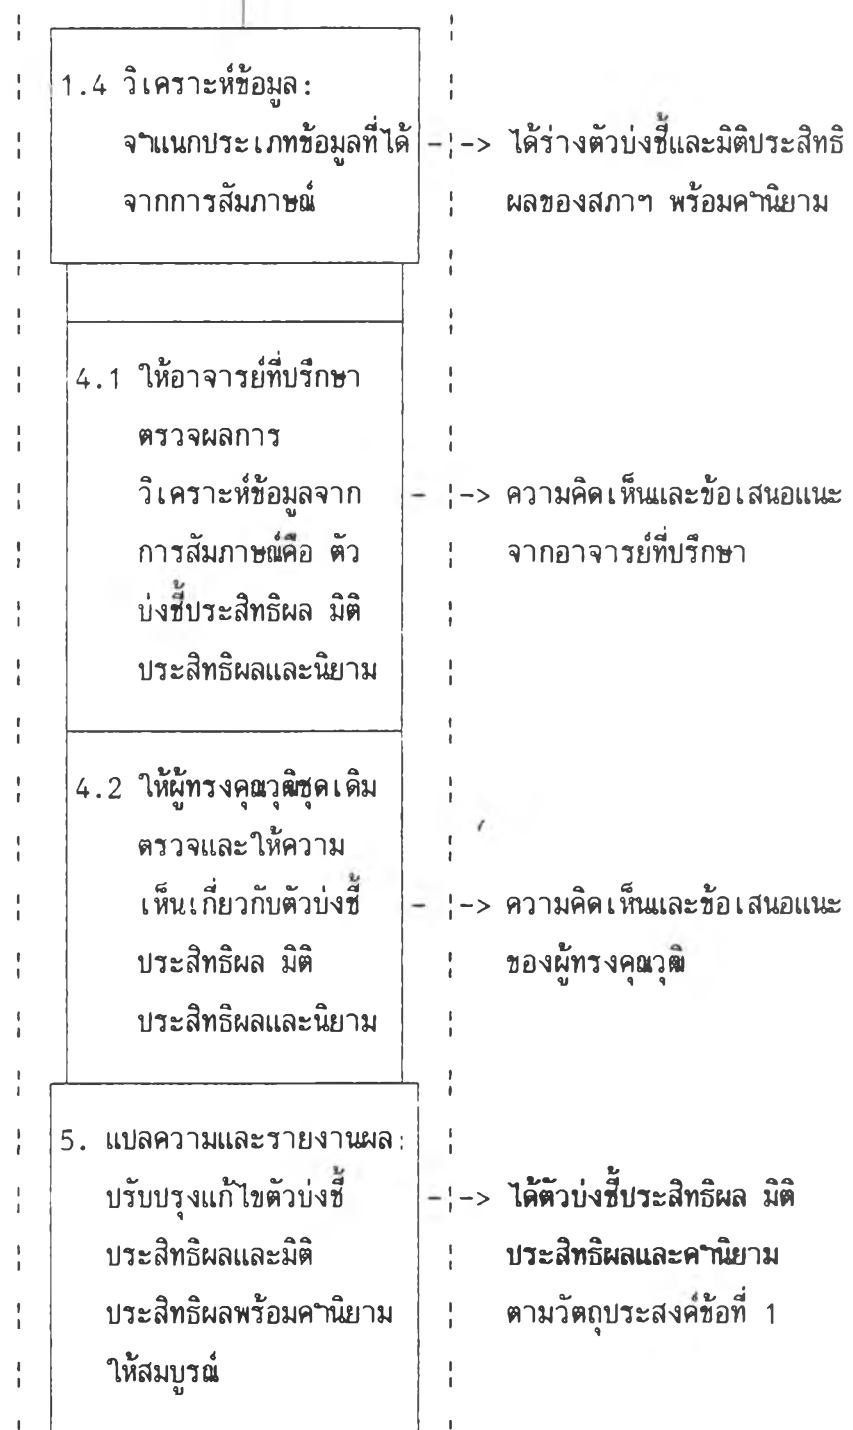 1.4 วิเคราะห์ข้อมูล:
จำแนกประเภทข้อมูลที่ได้ --> ได้ร่างตัวบ่งชี้และมิติประสิทธิ
จากการสัมภาษณ์ ผลของสภาฯ พร้อมคำนิยาม
4.1 ให้อาจารย์ที่ปรึกษา
ตรวจผลการ
วิเคราะห์ข้อมูลจาก - -> ความคิดเห็นและข้อเสนอแนะ
การสัมภาษณ์คือ ตัว จากอาจารย์ที่ปรึกษา
บ่งชี้ประสิทธิผล มิติ
ประสิทธิผลและนิยาม
4.2 ให้ผู้ทรงคุณวุฒิชุดเดิม
ตรวจและให้ความ
เห็นเกี่ยวกับตัวบ่งชี้ - -> ความคิดเห็นและข้อเสนอแนะ
ประสิทธิผล มิติ ของผู้ทรงคุณวุฒิ
ประสิทธิผลและนิยาม
5. แปลความและรายงานผล:
ปรับปรุงแก้ไขตัวบ่งชี้ --> ได้ตัวบ่งชี้ประสิทธิผล มิติ
ประสิทธิผลและมิติ ประสิทธิผลและคำนิยาม
ประสิทธิผลพร้อมคำนิยาม ตามวัตถุประสงค์ข้อที่ 1
ให้สมบูรณ์